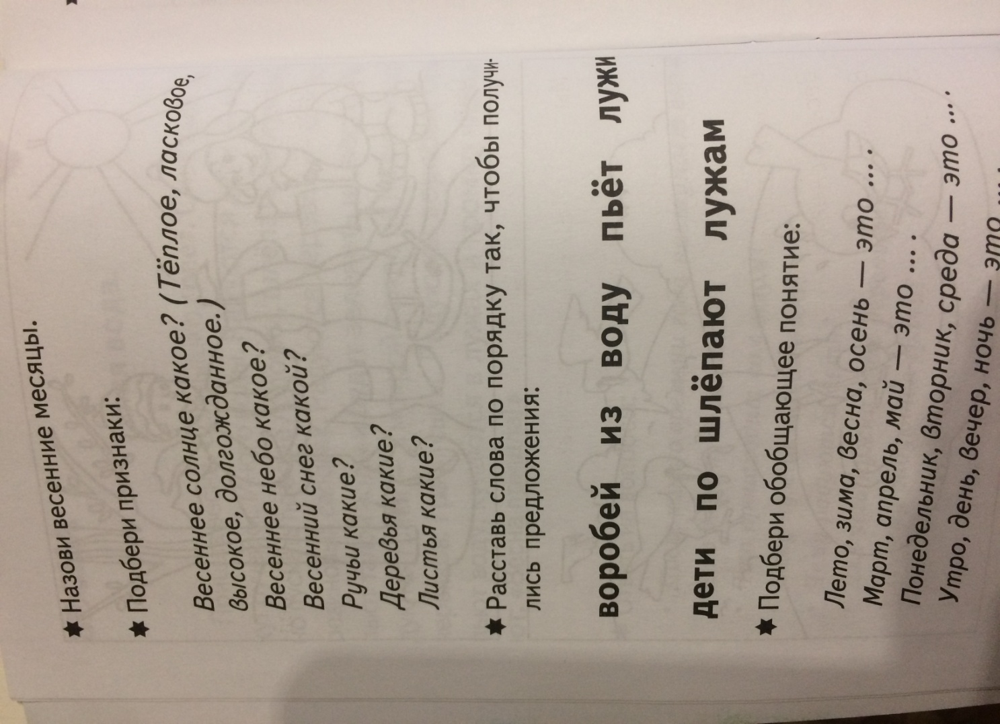 ★ Назови весенние месяцы.
★ Подбери признаки:
Весеннее солнце какое? (Тёплое, ласковое,
высокое, долгожданное.)
Весеннее небо какое?
Весенний снег какой?
Ручьи какие?
Деревья какие?
Листья какие?
★ Расставь слова по порядку так, чтобы получи-
лись предложения:
воробей из воду пьёт лужи
дети по шлёпают лужам
★ Подбери обобщающее понятие:
Лето, зима, весна, осень — это ... .
Март, апрель, май — это ... .
Понедельник, вторник, среда — это ... .
Утро, день, вечер, ночь — это ... .